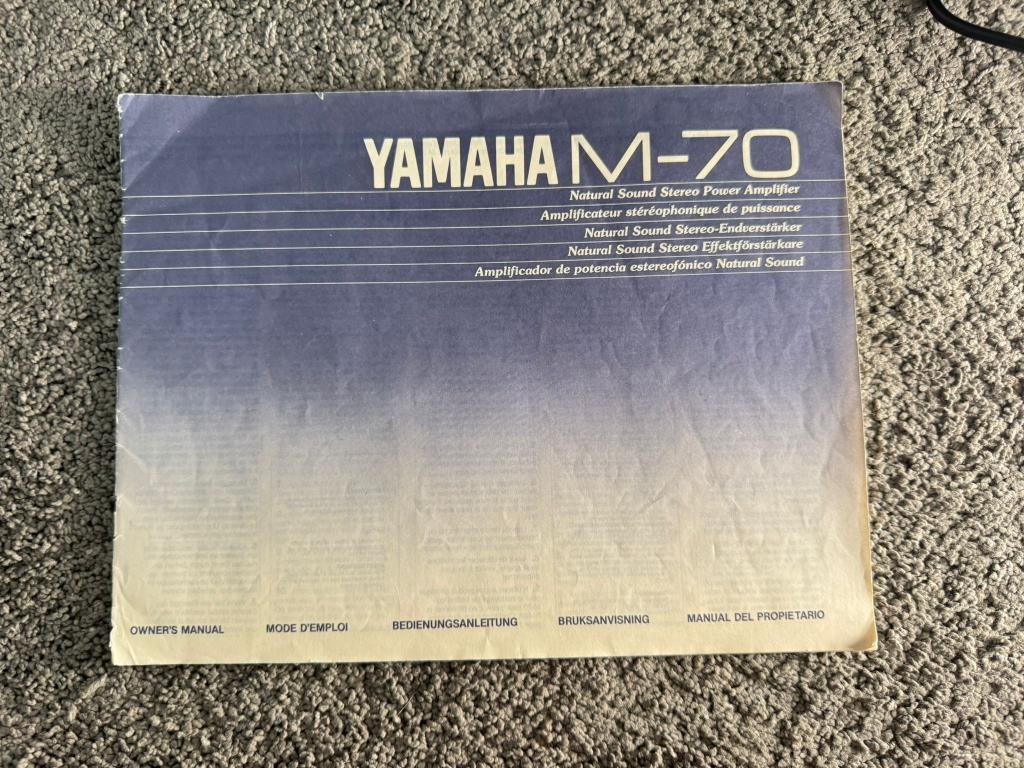 YAMAHA M-70
Natural Sound Stereo Power Amplifier
Amplificateur stéréophonique de puissance
Natural Sound Stereo-Endverstärker
Natural Sound Stereo Effektförstärkare
Amplificador de potencia estereofónico Natural Sound
OWNER'S MANUAL MODE D'EMPLOI BEDIENUNGSANLEITUNG BRUKSANVISNING MANUAL DEL PROPIETARIO